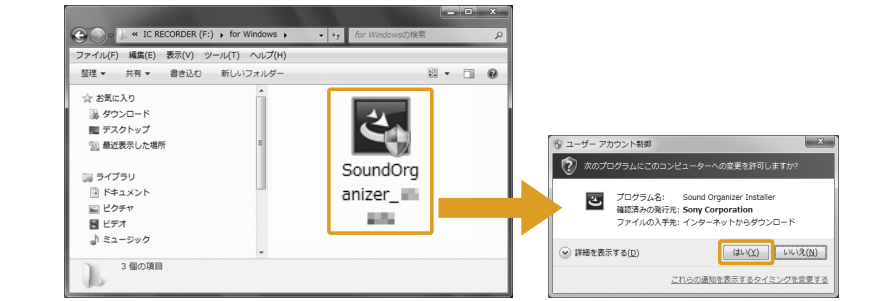 « IC RECORDER (F:) ▸ for Windows ▸
for Windowsの検索
ファイル(F) 編集(E) 表示(V) ツール(T) ヘルプ(H)
整理 ▼ 共有 ▼ 書き込む 新しいフォルダー
お気に入り
ダウンロード
デスクトップ
最近表示した場所
ライブラリ
ドキュメント
ピクチャ
ビデオ
ミュージック
SoundOrg
anizer_
3 個の項目
ユーザー アカウント制御
次のプログラムにこのコンピューターへの変更を許可しますか?
プログラム名: Sound Organizer Installer
確認済みの発行元: Sony Corporation
ファイルの入手先: インターネットからダウンロード
詳細を表示する(D)
はい(Y)
いいえ(N)
これらの通知を表示するタイミングを変更する